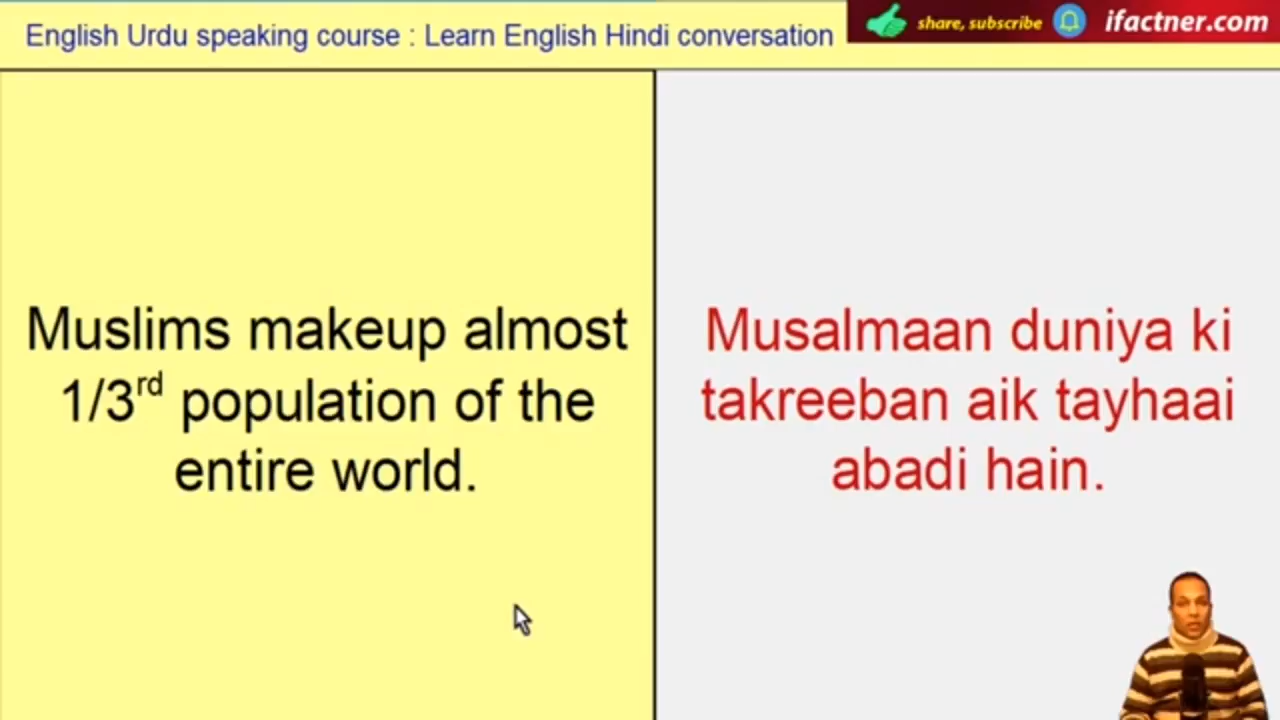 English Urdu speaking course : Learn English Hindi conversation
share, subscribe
ifactner.com
Muslims makeup almost
1/3rd population of the
entire world.
Musalmaan duniya ki
takreeban aik tayhaai
abadi hain.